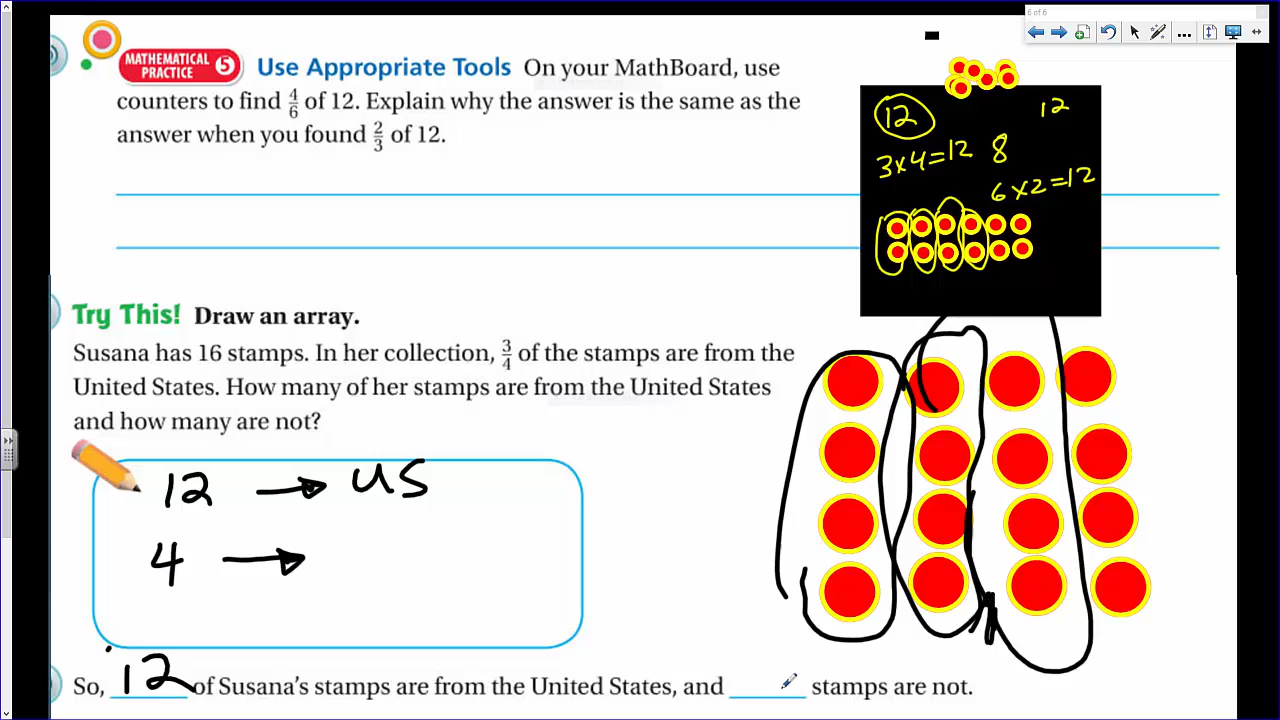 6 of 6
MATHEMATICAL PRACTICE 5 Use Appropriate Tools On your MathBoard, use
counters to find 4/6 of 12. Explain why the answer is the same as the
answer when you found 2/3 of 12.
12 12
3x4=12 8
6x2=12
Try This! Draw an array.
Susana has 16 stamps. In her collection, 3/4 of the stamps are from the
United States. How many of her stamps are from the United States
and how many are not?
12 → US
4 →
So, 12 of Susana's stamps are from the United States, and ______ stamps are not.